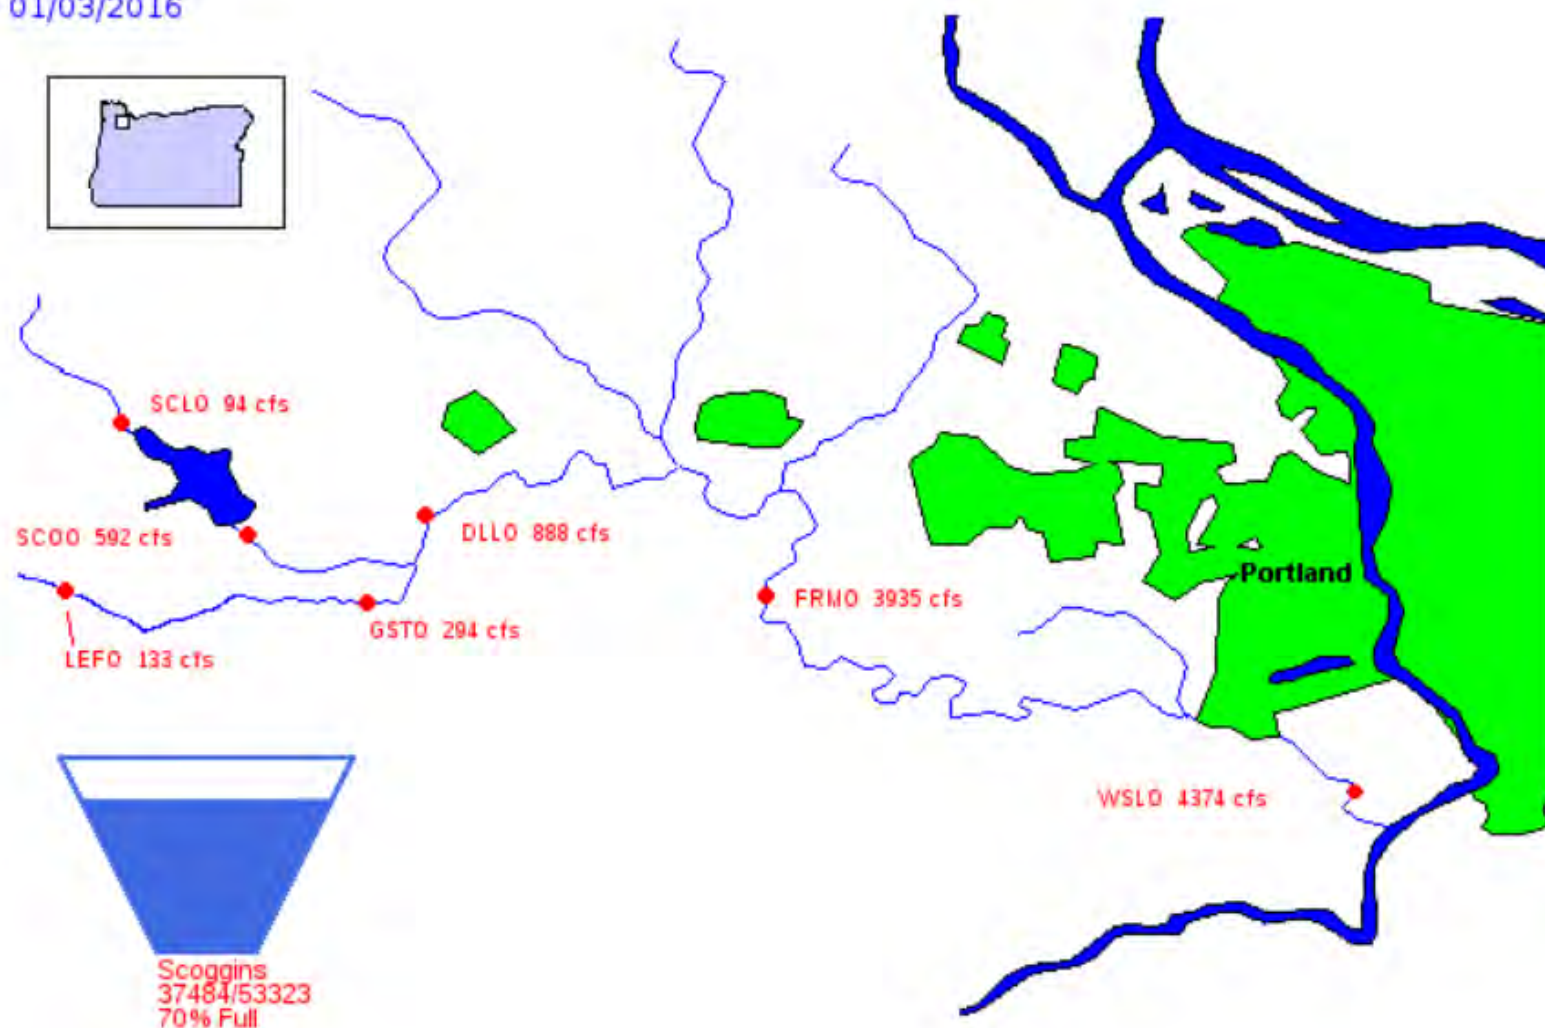 01/03/2016
SCLO 94 cfs
SCOO 592 cfs
DLLO 888 cfs
Portland
FRMO 3935 cfs
GSTO 294 cfs
LEFO 133 cfs
WSLO 4374 cfs
Scoggins
37484/53323
70% Full